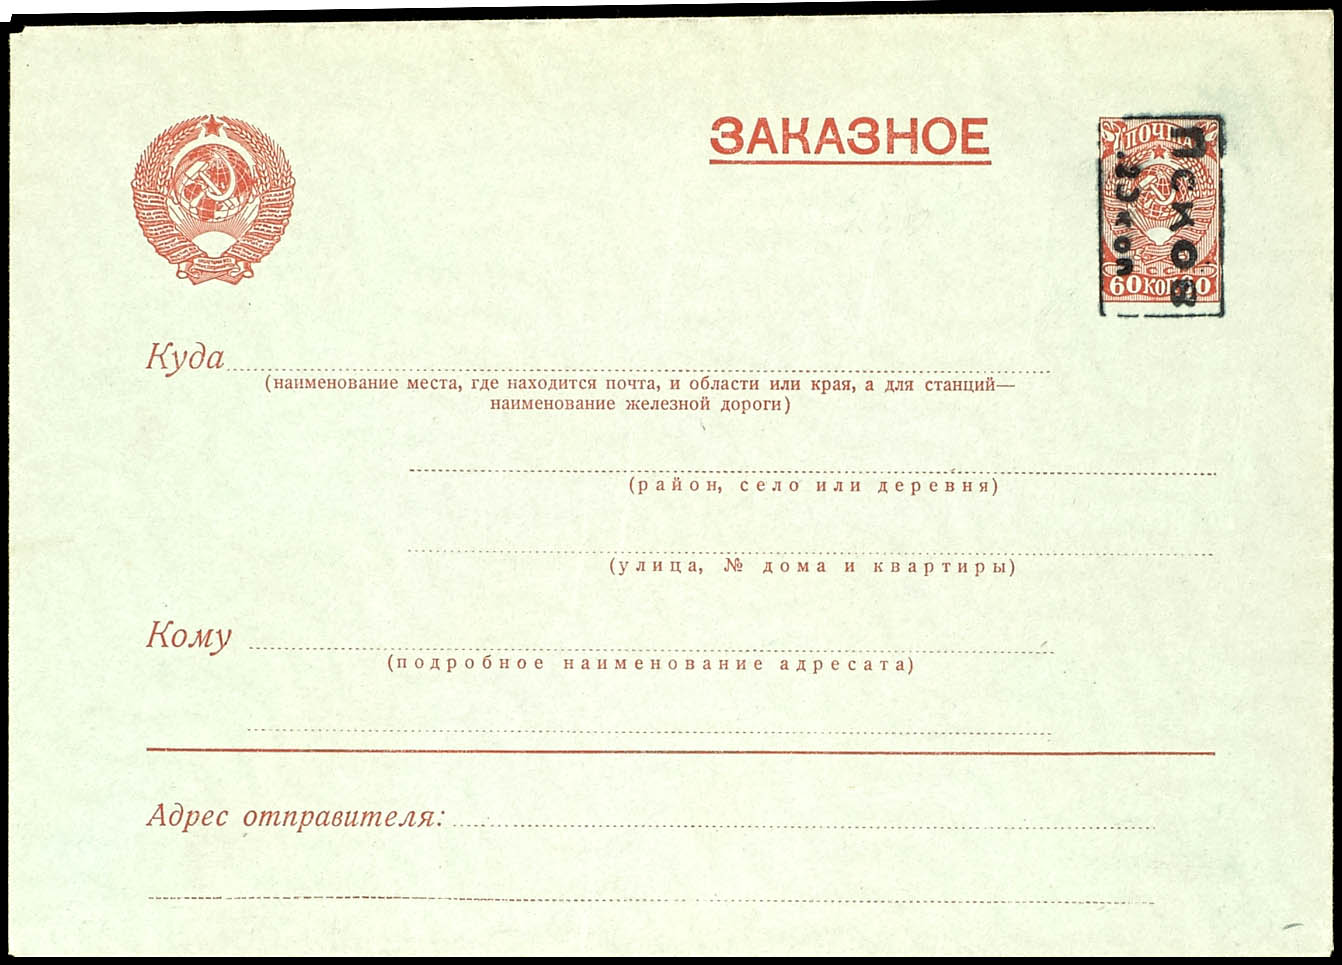 ЗАКАЗНОЕ
ПОЧТА
60 КОП 60
Псков
Куда
(наименование места, где находится почта, и области или края, а для станций—
наименование железной дороги)
(район, село или деревня)
(улица, № дома и квартиры)
Кому
(подробное наименование адресата)
Адрес отправителя: